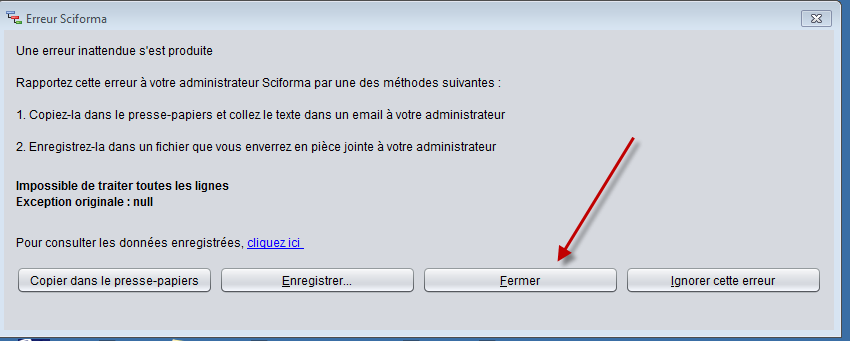 Erreur Sciforma
Une erreur inattendue s'est produite
Rapportez cette erreur à votre administrateur Sciforma par une des méthodes suivantes :
1. Copiez-la dans le presse-papiers et collez le texte dans un email à votre administrateur
2. Enregistrez-la dans un fichier que vous enverrez en pièce jointe à votre administrateur
Impossible de traiter toutes les lignes
Exception originale : null
Pour consulter les données enregistrées, cliquez ici
Copier dans le presse-papiers Enregistrer... Fermer Ignorer cette erreur